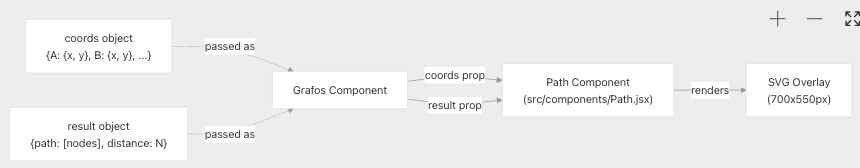 coords object
{A: {x, y}, B: {x, y}, ...}
passed as
result object
{path: [nodes], distance: N}
passed as
Grafos Component
coords prop
result prop
Path Component
(src/components/Path.jsx)
renders
SVG Overlay
(700x550px)